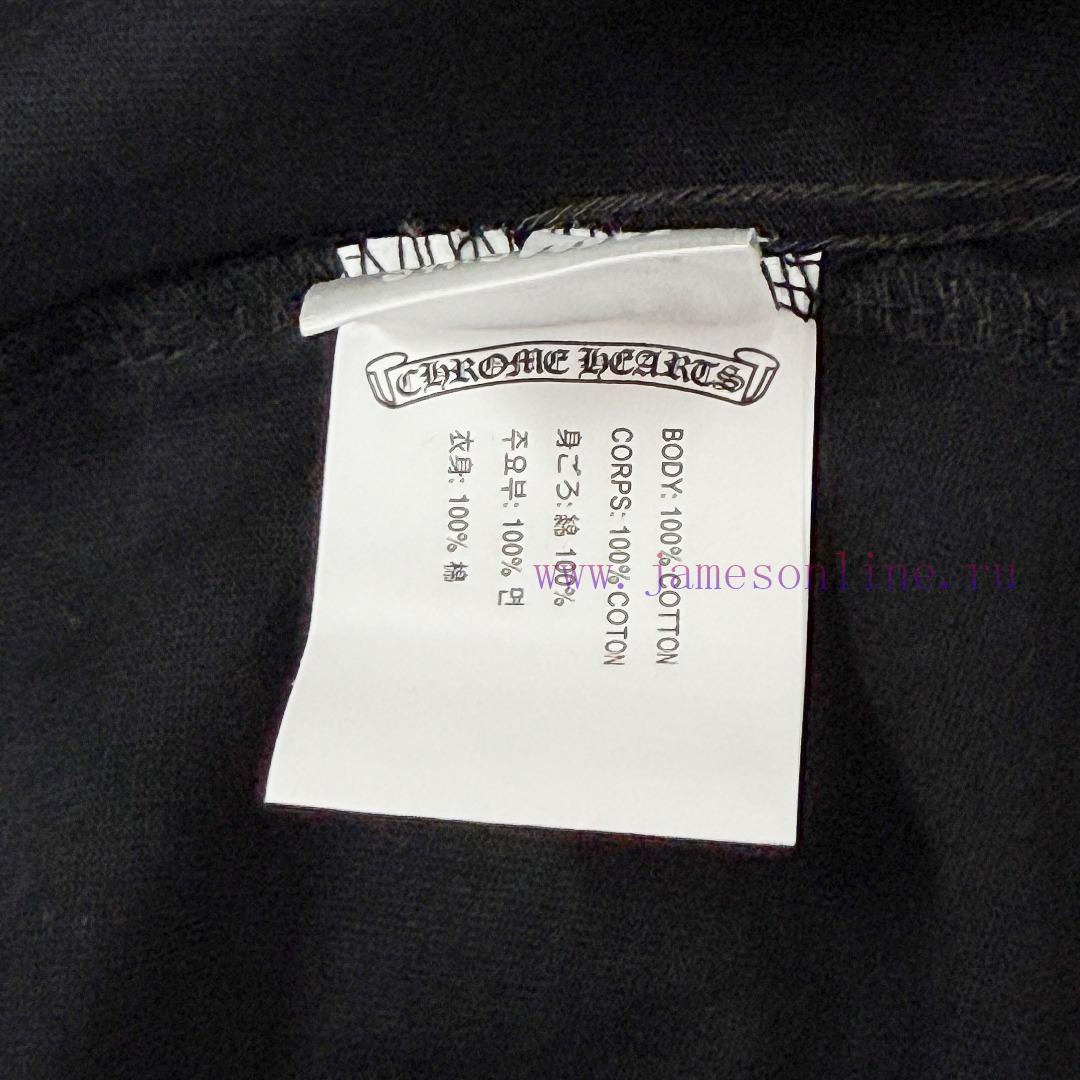 CHROME HEARTS
BODY: 100% COTTON
CORPS: 100% COTON
身ごろ: 綿 100%
주요부: 100% 면
衣身: 100% 棉
www.jamesonline.ru